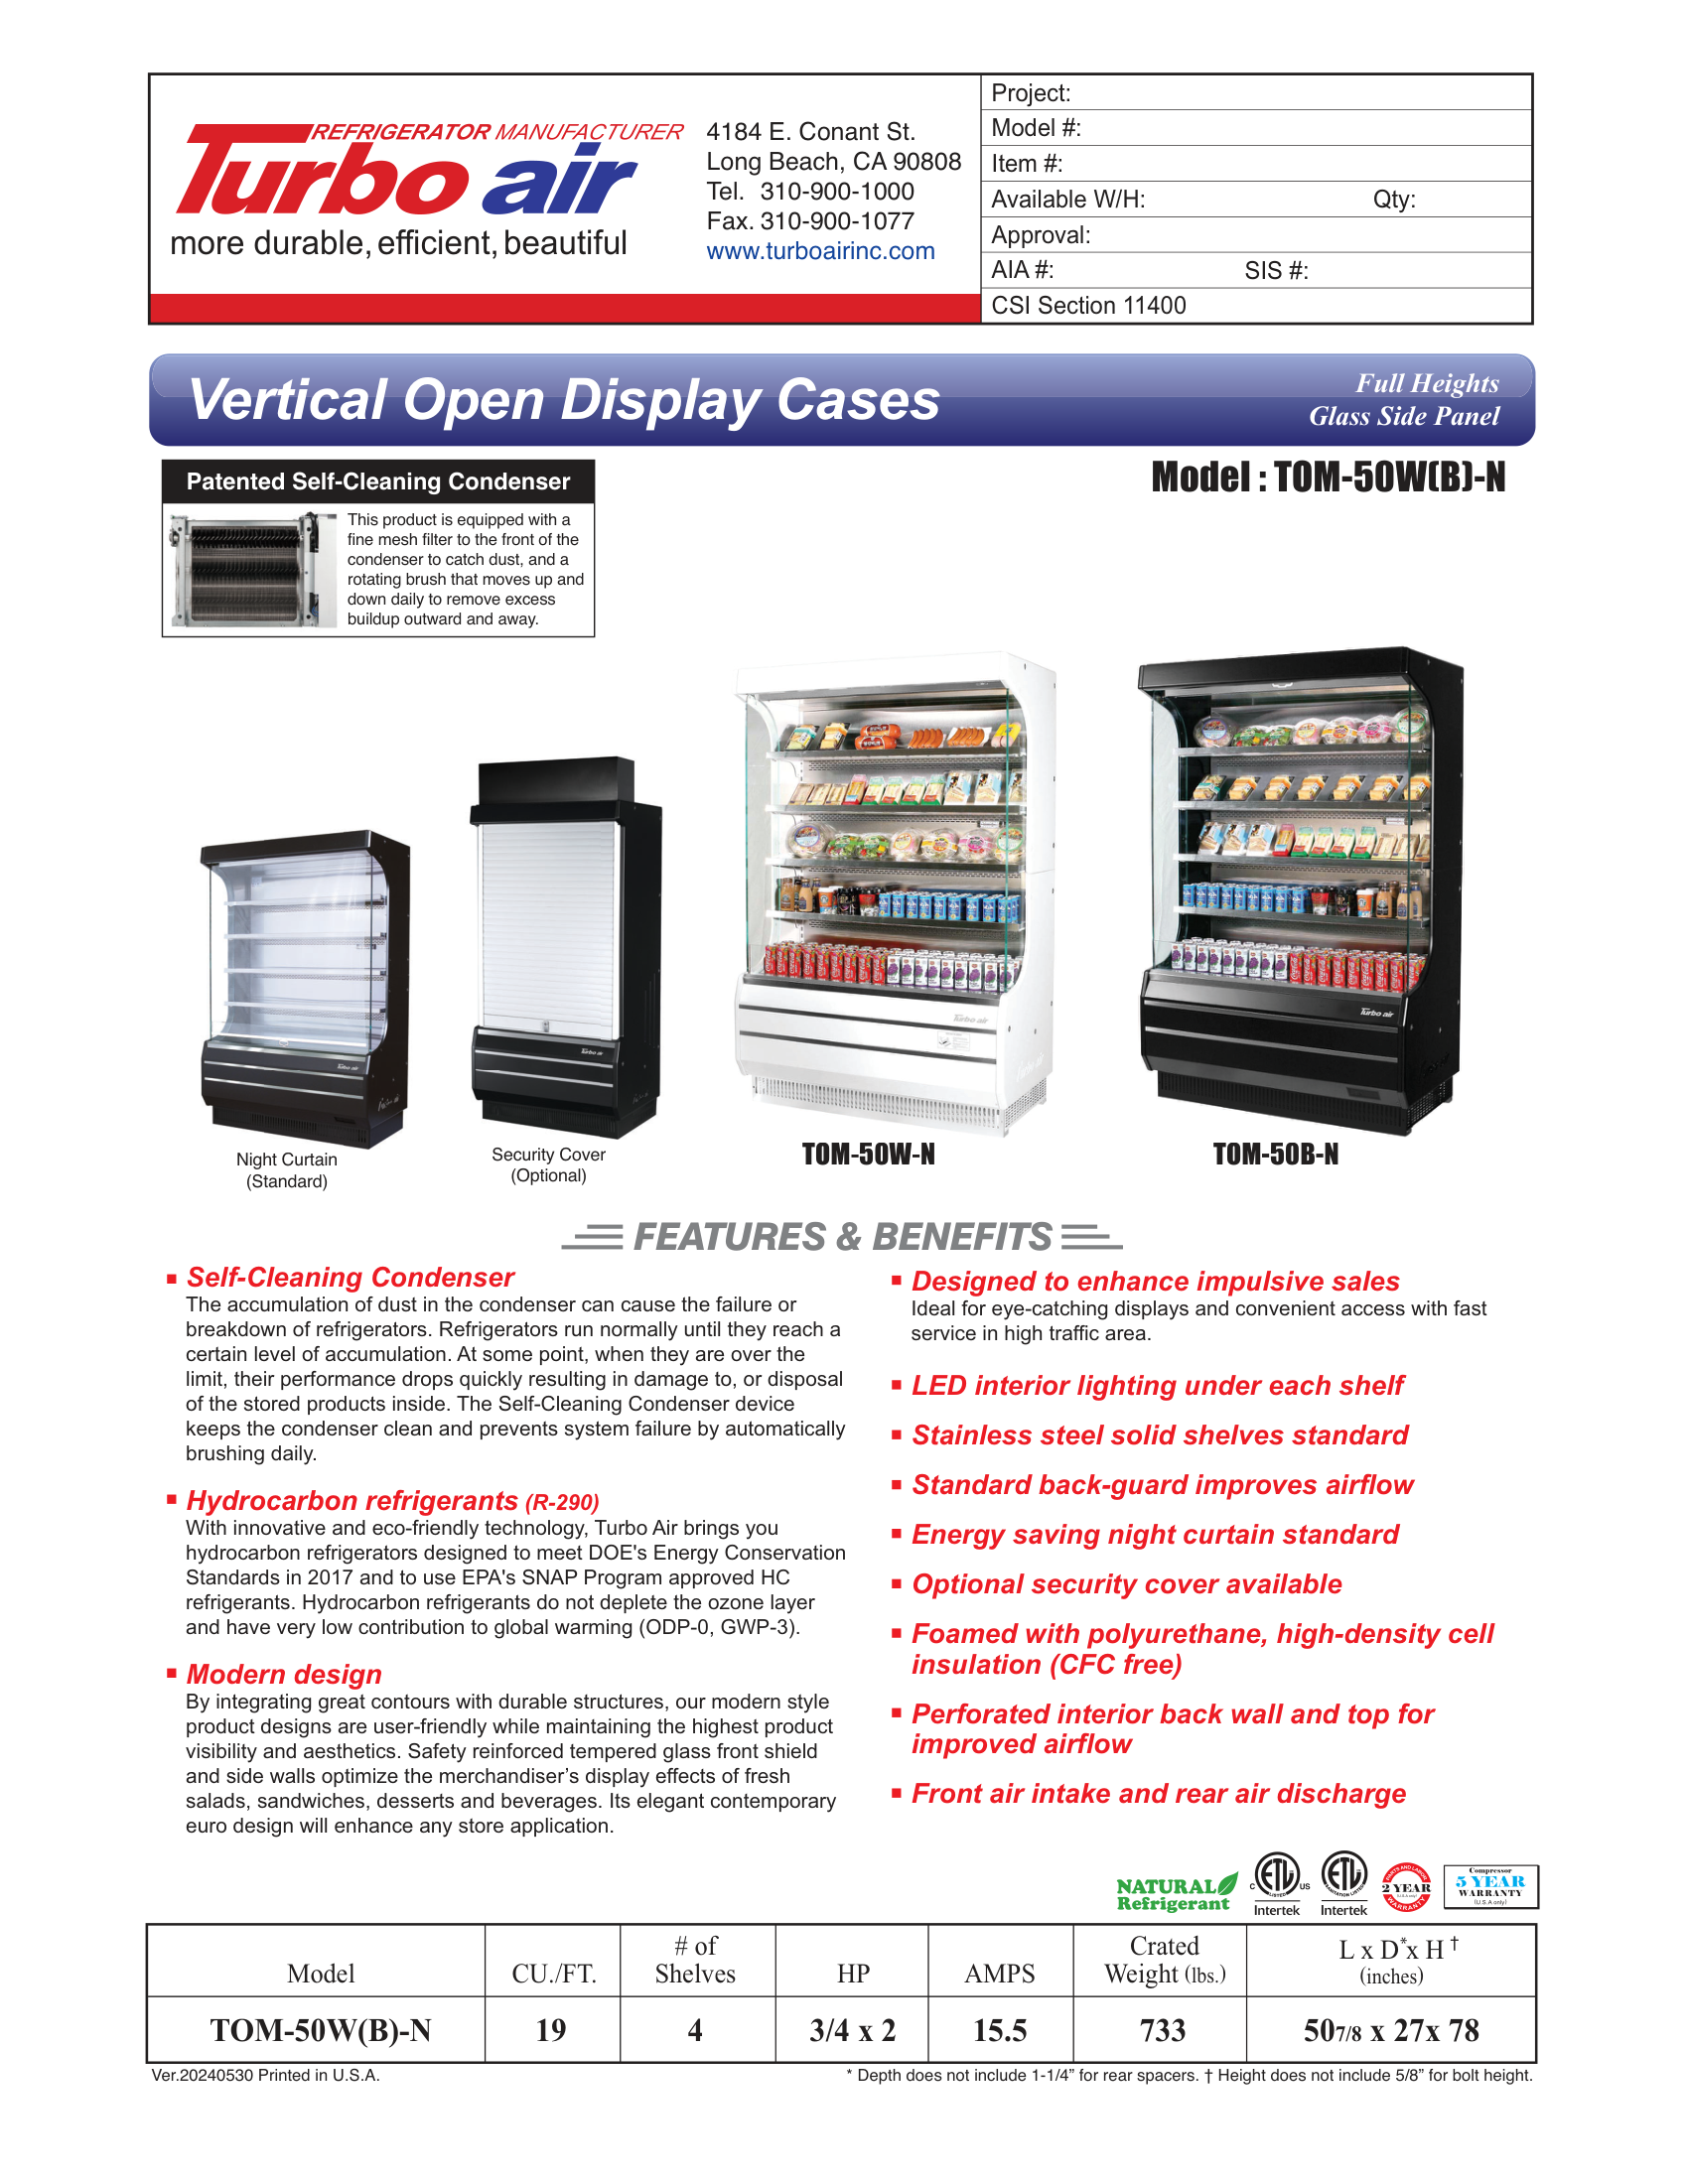 REFRIGERATOR MANUFACTURER
Turbo air
more durable, efficient, beautiful
4184 E. Conant St.
Long Beach, CA 90808
Tel. 310-900-1000
Fax. 310-900-1077
www.turboairinc.com
Project:
Model #:
Item #:
Available W/H: Qty:
Approval:
AIA #: SIS #:
CSI Section 11400
Vertical Open Display Cases
Full Heights
Glass Side Panel
Patented Self-Cleaning Condenser
This product is equipped with a
fine mesh filter to the front of the
condenser to catch dust, and a
rotating brush that moves up and
down daily to remove excess
buildup outward and away.
Model : TOM-50W(B)-N
Turbo air
Turbo air
Turbo air
Turbo air
Night Curtain
(Standard)
Security Cover
(Optional)
TOM-50W-N
TOM-50B-N
FEATURES & BENEFITS
■ Self-Cleaning Condenser
The accumulation of dust in the condenser can cause the failure or
breakdown of refrigerators. Refrigerators run normally until they reach a
certain level of accumulation. At some point, when they are over the
limit, their performance drops quickly resulting in damage to, or disposal
of the stored products inside. The Self-Cleaning Condenser device
keeps the condenser clean and prevents system failure by automatically
brushing daily.
■ Hydrocarbon refrigerants (R-290)
With innovative and eco-friendly technology, Turbo Air brings you
hydrocarbon refrigerators designed to meet DOE's Energy Conservation
Standards in 2017 and to use EPA's SNAP Program approved HC
refrigerants. Hydrocarbon refrigerants do not deplete the ozone layer
and have very low contribution to global warming (ODP-0, GWP-3).
■ Modern design
By integrating great contours with durable structures, our modern style
product designs are user-friendly while maintaining the highest product
visibility and aesthetics. Safety reinforced tempered glass front shield
and side walls optimize the merchandiser’s display effects of fresh
salads, sandwiches, desserts and beverages. Its elegant contemporary
euro design will enhance any store application.
■ Designed to enhance impulsive sales
Ideal for eye-catching displays and convenient access with fast
service in high traffic area.
■ LED interior lighting under each shelf
■ Stainless steel solid shelves standard
■ Standard back-guard improves airflow
■ Energy saving night curtain standard
■ Optional security cover available
■ Foamed with polyurethane, high-density cell
insulation (CFC free)
■ Perforated interior back wall and top for
improved airflow
■ Front air intake and rear air discharge
NATURAL
Refrigerant
C ETL US
LISTED
Intertek
ETL
SANITATION LISTED
Intertek
PARTS AND LABOR
2 YEAR
(U.S.A only)
WARRANTY
Compressor
5 YEAR
WARRANTY
(U.S.A only)
Model CU./FT. # of Shelves HP AMPS Crated Weight (lbs.) L x D* x H † (inches)
TOM-50W(B)-N 19 4 3/4 x 2 15.5 733 507/8 x 27x 78
Ver.20240530 Printed in U.S.A.
* Depth does not include 1-1/4” for rear spacers. † Height does not include 5/8” for bolt height.